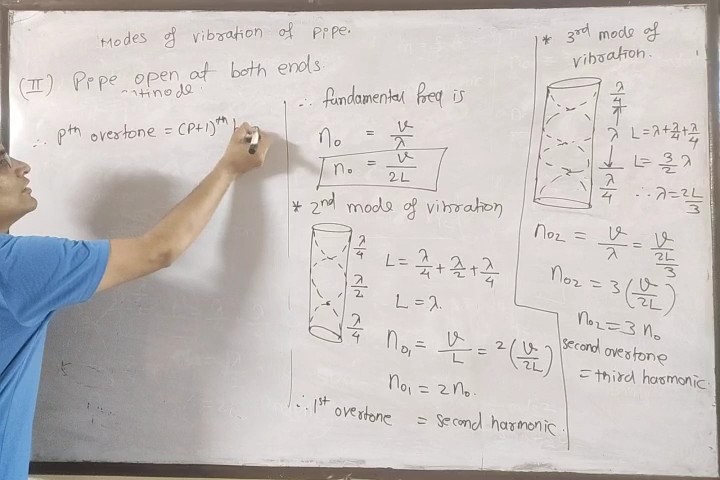 Modes of vibration of pipe.
(II) Pipe open at both ends.
antinode.
∴ pth overtone = (P+1)th h
∴ fundamental freq is
n₀ = v/λ
n₀ = v/2L
* 2nd mode of vibration
λ/4
λ/2
λ/4
L = λ/4 + λ/2 + λ/4
L = λ.
n₀₁ = v/L = 2(v/2L)
n₀₁ = 2n₀.
∴ 1st overtone = second harmonic.
* 3rd mode of
vibration.
λ/4
λ
λ/4
L = λ + λ/4 + λ/4
L = 3/2 λ
∴ λ = 2L/3
n₀₂ = v/λ = v/(2L/3)
n₀₂ = 3(v/2L)
n₀₂ = 3n₀
second overtone
= third harmonic.